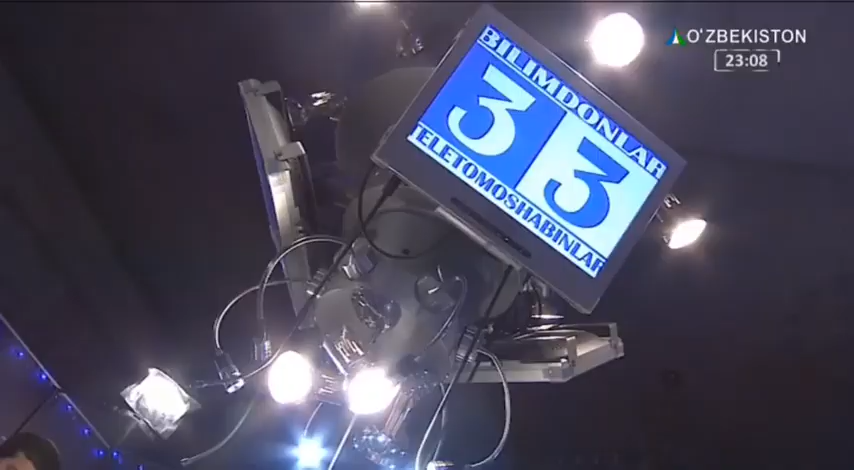 O'ZBEKISTON
23:08
BILIMDONLAR
3 3
TELETOMOSHABINLAR